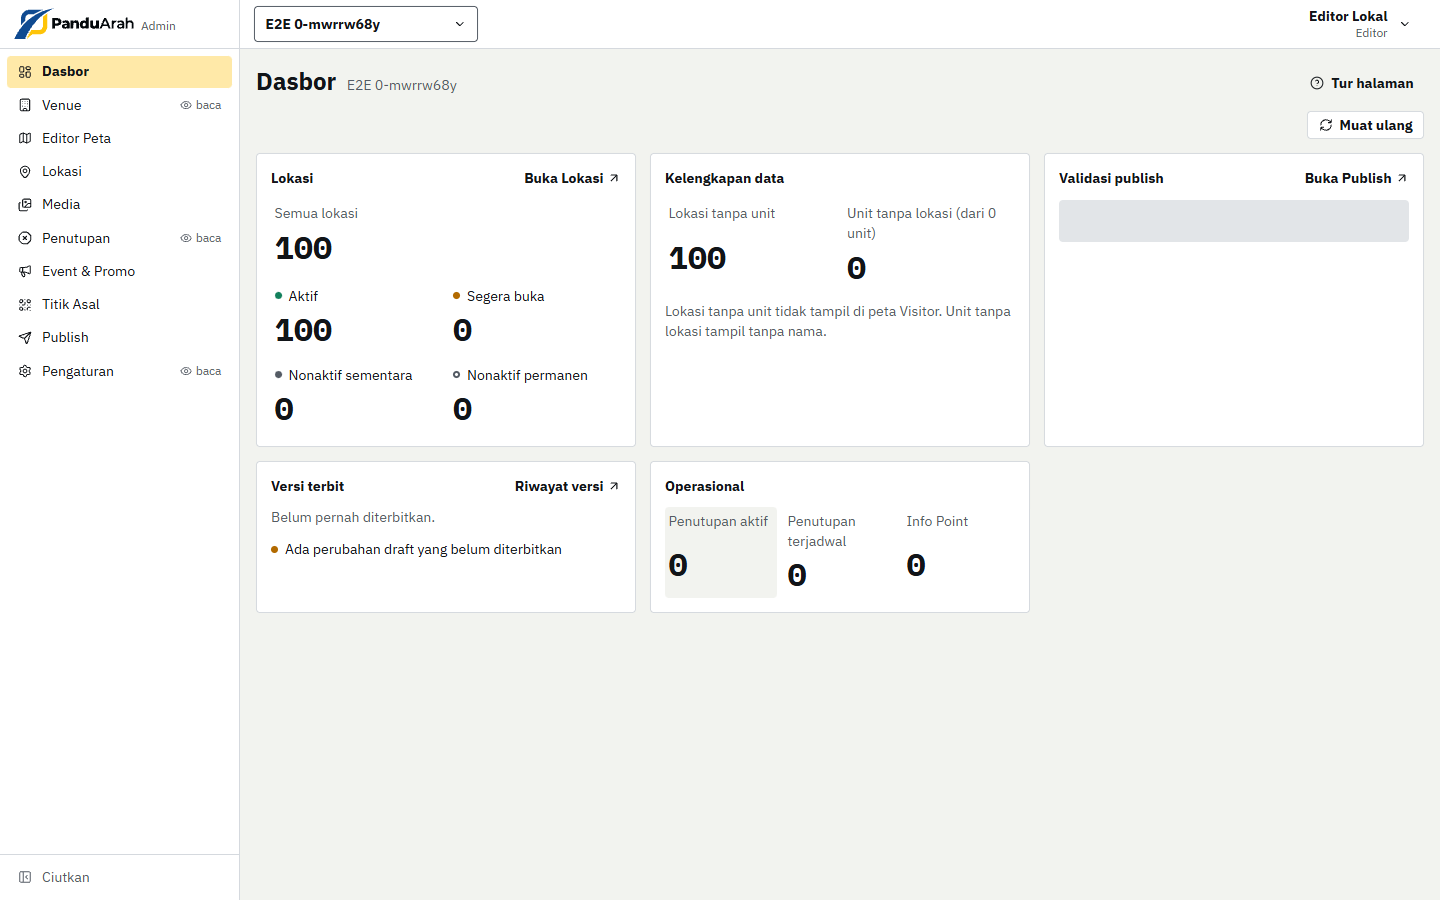 PanduArah Admin
E2E 0-mwrrw68y
Editor Lokal
Editor
Dasbor
Venue baca
Editor Peta
Lokasi
Media
Penutupan baca
Event & Promo
Titik Asal
Publish
Pengaturan baca
Ciutkan
Dasbor E2E 0-mwrrw68y
Tur halaman
Muat ulang
Lokasi Buka Lokasi
Semua lokasi
100
Aktif Segera buka
100 0
Nonaktif sementara Nonaktif permanen
0 0
Kelengkapan data
Lokasi tanpa unit
100
Unit tanpa lokasi (dari 0
unit)
0
Lokasi tanpa unit tidak tampil di peta Visitor. Unit tanpa
lokasi tampil tanpa nama.
Validasi publish Buka Publish
Versi terbit Riwayat versi
Belum pernah diterbitkan.
Ada perubahan draft yang belum diterbitkan
Operasional
Penutupan aktif
0
Penutupan
terjadwal
0
Info Point
0